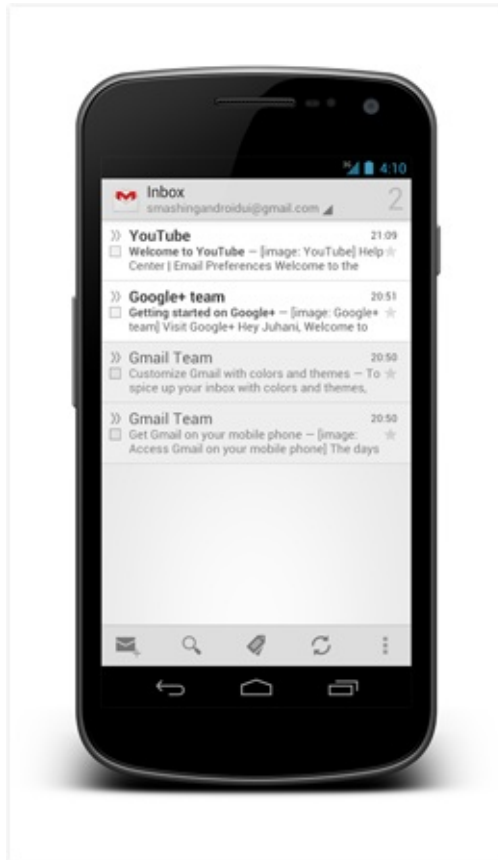 3G 4:10
Inbox
smashingandroidui@gmail.com
2
YouTube 21:09
Welcome to YouTube — [image: YouTube] Help
Center | Email Preferences Welcome to the
Google+ team 20:51
Getting started on Google+ — [image: Google+
team] Visit Google+ Hey Juhani, Welcome to
Gmail Team 20:50
Customize Gmail with colors and themes — To
spice up your inbox with colors and themes,
Gmail Team 20:50
Get Gmail on your mobile phone — [image:
Access Gmail on your mobile phone] The days